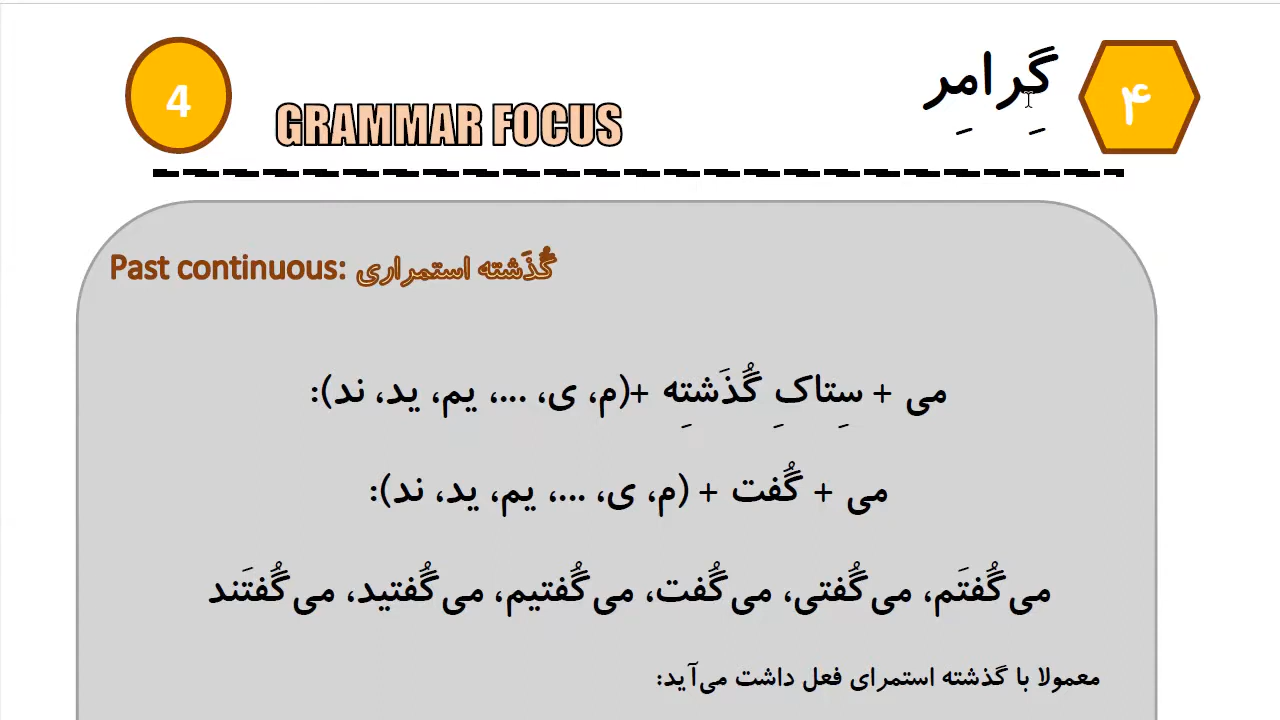 4 GRAMMAR FOCUS گِرامِر ۴
Past continuous: گُذَشته استمراری
می + سِتاکِ گُذَشتِه +(م، ی، ...، یم، ید، ند):
می + گُفت + (م، ی، ...، یم، ید، ند):
می‌گُفتَم، می‌گُفتی، می‌گُفت، می‌گُفتیم، می‌گُفتید، می‌گُفتَند
معمولا با گذشته استمرای فعل داشت می‌آید: